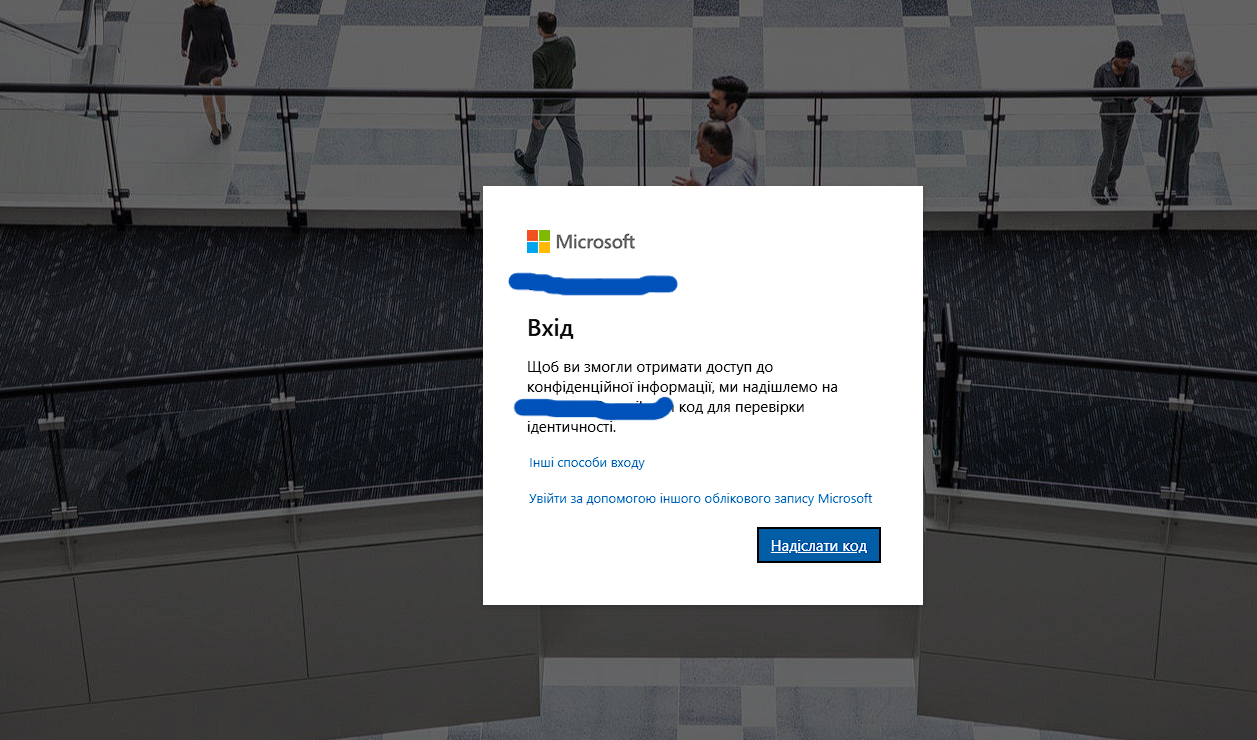 Microsoft
Вхід
Щоб ви змогли отримати доступ до
конфіденційної інформації, ми надішлемо на
код для перевірки
ідентичності.
Інші способи входу
Увійти за допомогою іншого облікового запису Microsoft
Надіслати код